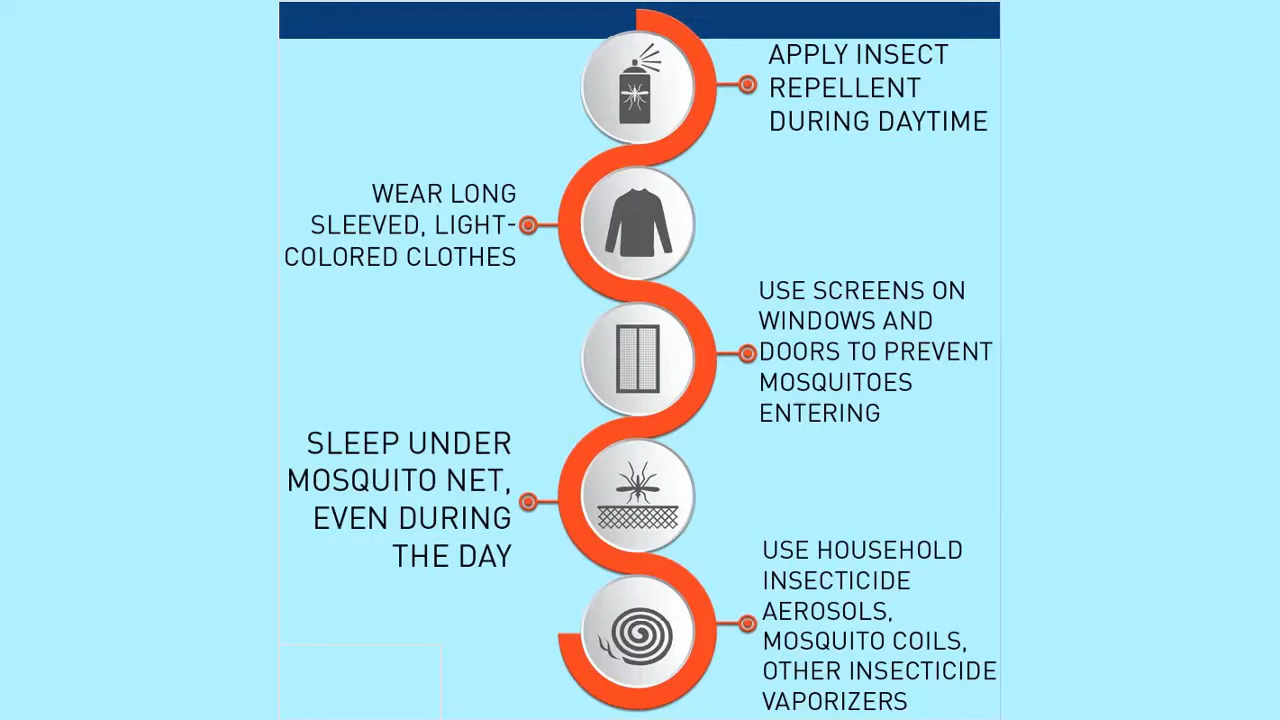 APPLY INSECT
REPELLENT
DURING DAYTIME
WEAR LONG
SLEEVED, LIGHT-
COLORED CLOTHES
USE SCREENS ON
WINDOWS AND
DOORS TO PREVENT
MOSQUITOES
ENTERING
SLEEP UNDER
MOSQUITO NET,
EVEN DURING
THE DAY
USE HOUSEHOLD
INSECTICIDE
AEROSOLS,
MOSQUITO COILS,
OTHER INSECTICIDE
VAPORIZERS